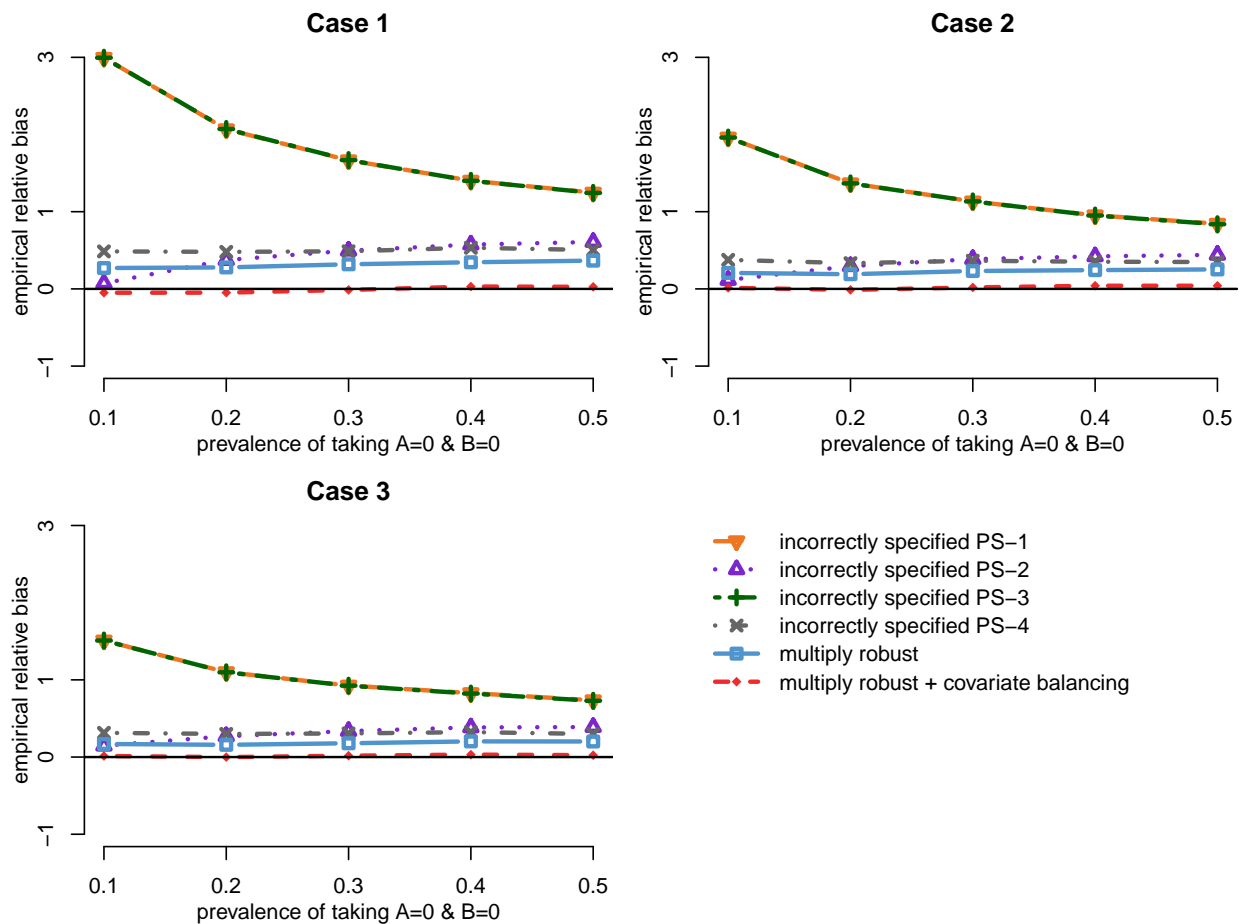 Case 1
3
1
0
−1
empirical relative bias
0.1 0.2 0.3 0.4 0.5
prevalence of taking A=0 & B=0
Case 2
3
1
0
−1
empirical relative bias
0.1 0.2 0.3 0.4 0.5
prevalence of taking A=0 & B=0
Case 3
3
1
0
−1
empirical relative bias
0.1 0.2 0.3 0.4 0.5
prevalence of taking A=0 & B=0
incorrectly specified PS−1
incorrectly specified PS−2
incorrectly specified PS−3
incorrectly specified PS−4
multiply robust
multiply robust + covariate balancing